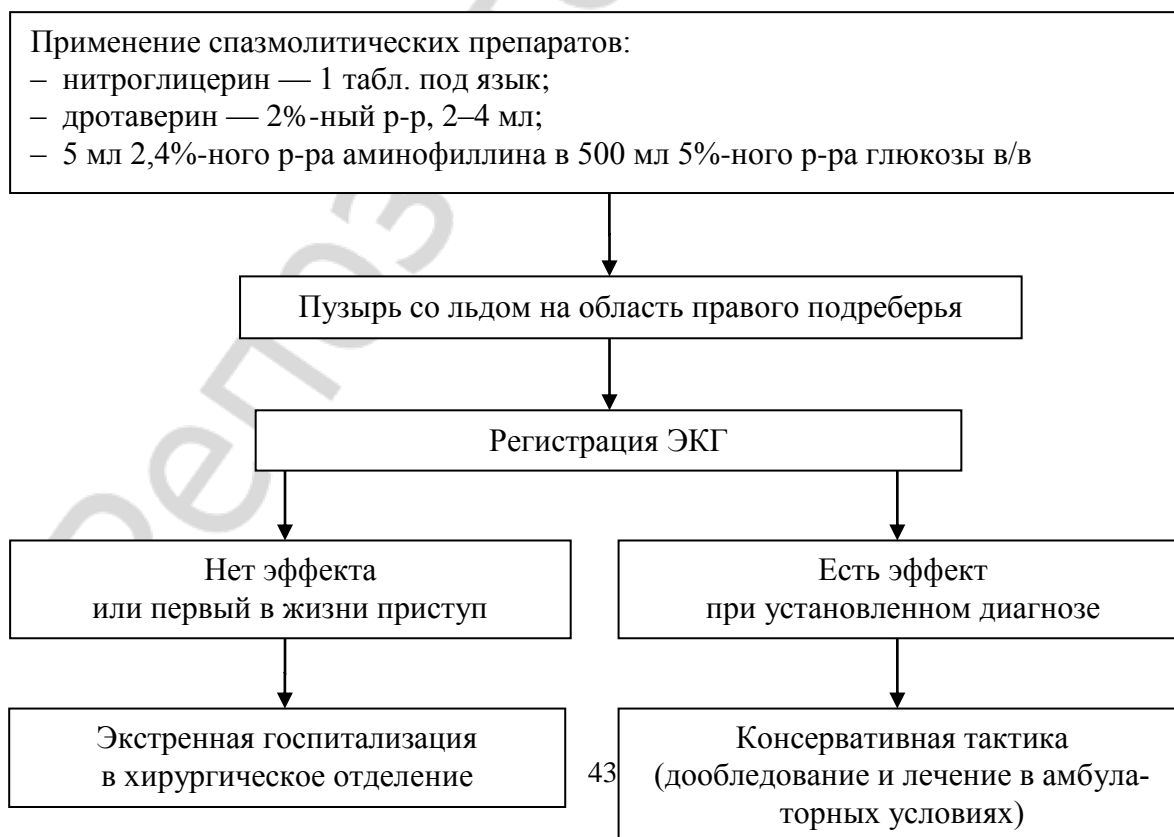 Применение спазмолитических препаратов:
– нитроглицерин — 1 табл. под язык;
– дротаверин — 2%-ный р-р, 2–4 мл;
– 5 мл 2,4%-ного р-ра аминофиллина в 500 мл 5%-ного р-ра глюкозы в/в
Пузырь со льдом на область правого подреберья
Регистрация ЭКГ
Нет эффекта
или первый в жизни приступ
Есть эффект
при установленном диагнозе
Экстренная госпитализация
в хирургическое отделение
Консервативная тактика
(дообледование и лечение в амбула-
торных условиях)
43
Репоз